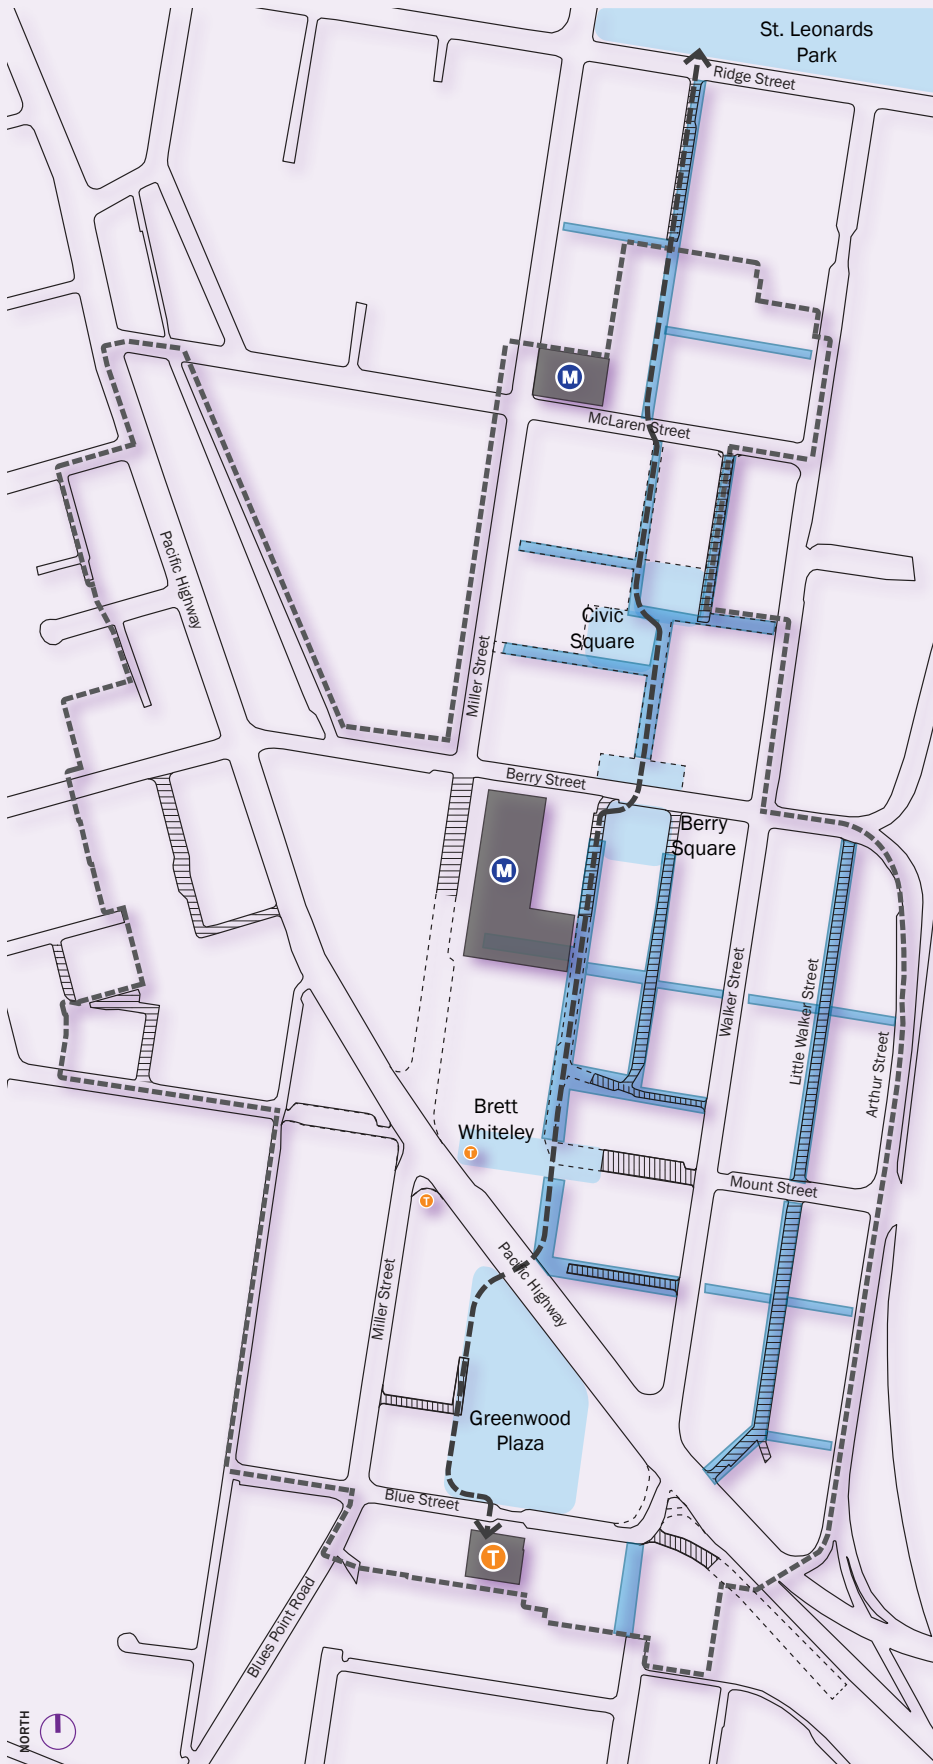 St. Leonards
Park
Ridge Street
M
McLaren Street
Pacific Highway
Civic
Square
Miller Street
Berry Street
Berry
Square
M
Walker Street
Little Walker Street
Arthur Street
Brett
Whiteley
T
Mount Street
T
Pacific Highway
Miller Street
Greenwood
Plaza
Blue Street
T
Blues Point Road
NORTH